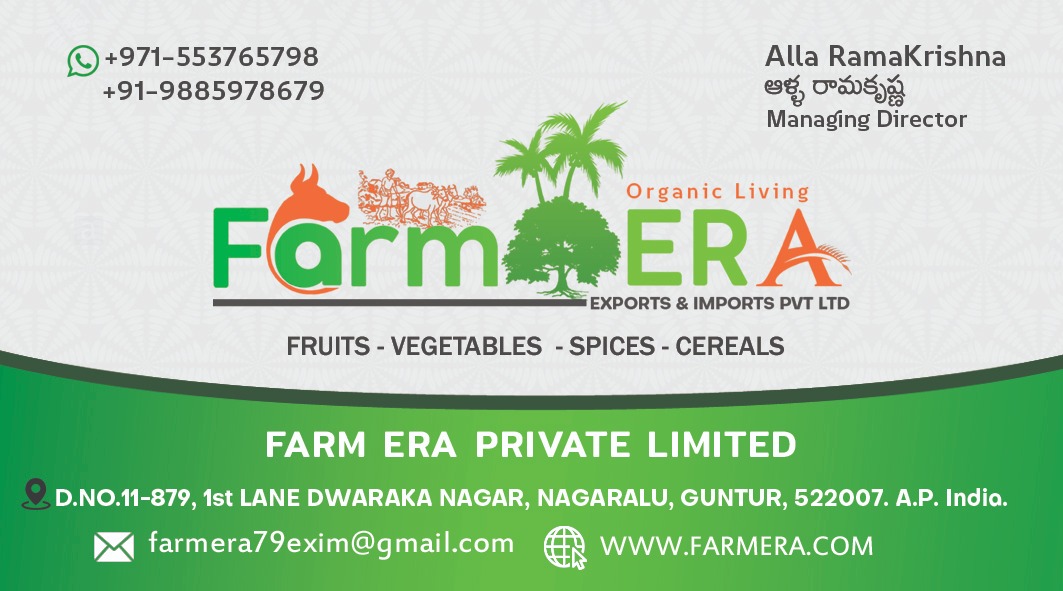 +971-553765798
+91-9885978679
Alla RamaKrishna
ఆళ్ళ రామకృష్ణ
Managing Director
Organic Living
Farm ERA
EXPORTS & IMPORTS PVT LTD
FRUITS - VEGETABLES - SPICES - CEREALS
FARM ERA PRIVATE LIMITED
D.NO.11-879, 1st LANE DWARAKA NAGAR, NAGARALU, GUNTUR, 522007. A.P. India.
farmera79exim@gmail.com
WWW.FARMERA.COM